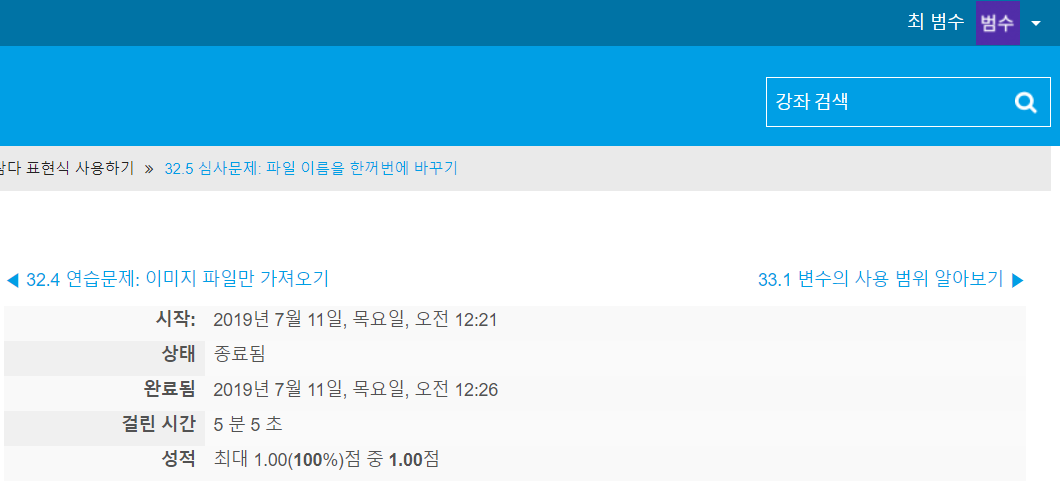 최 범수 범수
강좌 검색
람다 표현식 사용하기 » 32.5 심사문제: 파일 이름을 한꺼번에 바꾸기
◀ 32.4 연습문제: 이미지 파일만 가져오기 33.1 변수의 사용 범위 알아보기 ▶
시작: 2019년 7월 11일, 목요일, 오전 12:21
상태 종료됨
완료됨 2019년 7월 11일, 목요일, 오전 12:26
걸린 시간 5 분 5 초
성적 최대 1.00(100%)점 중 1.00점